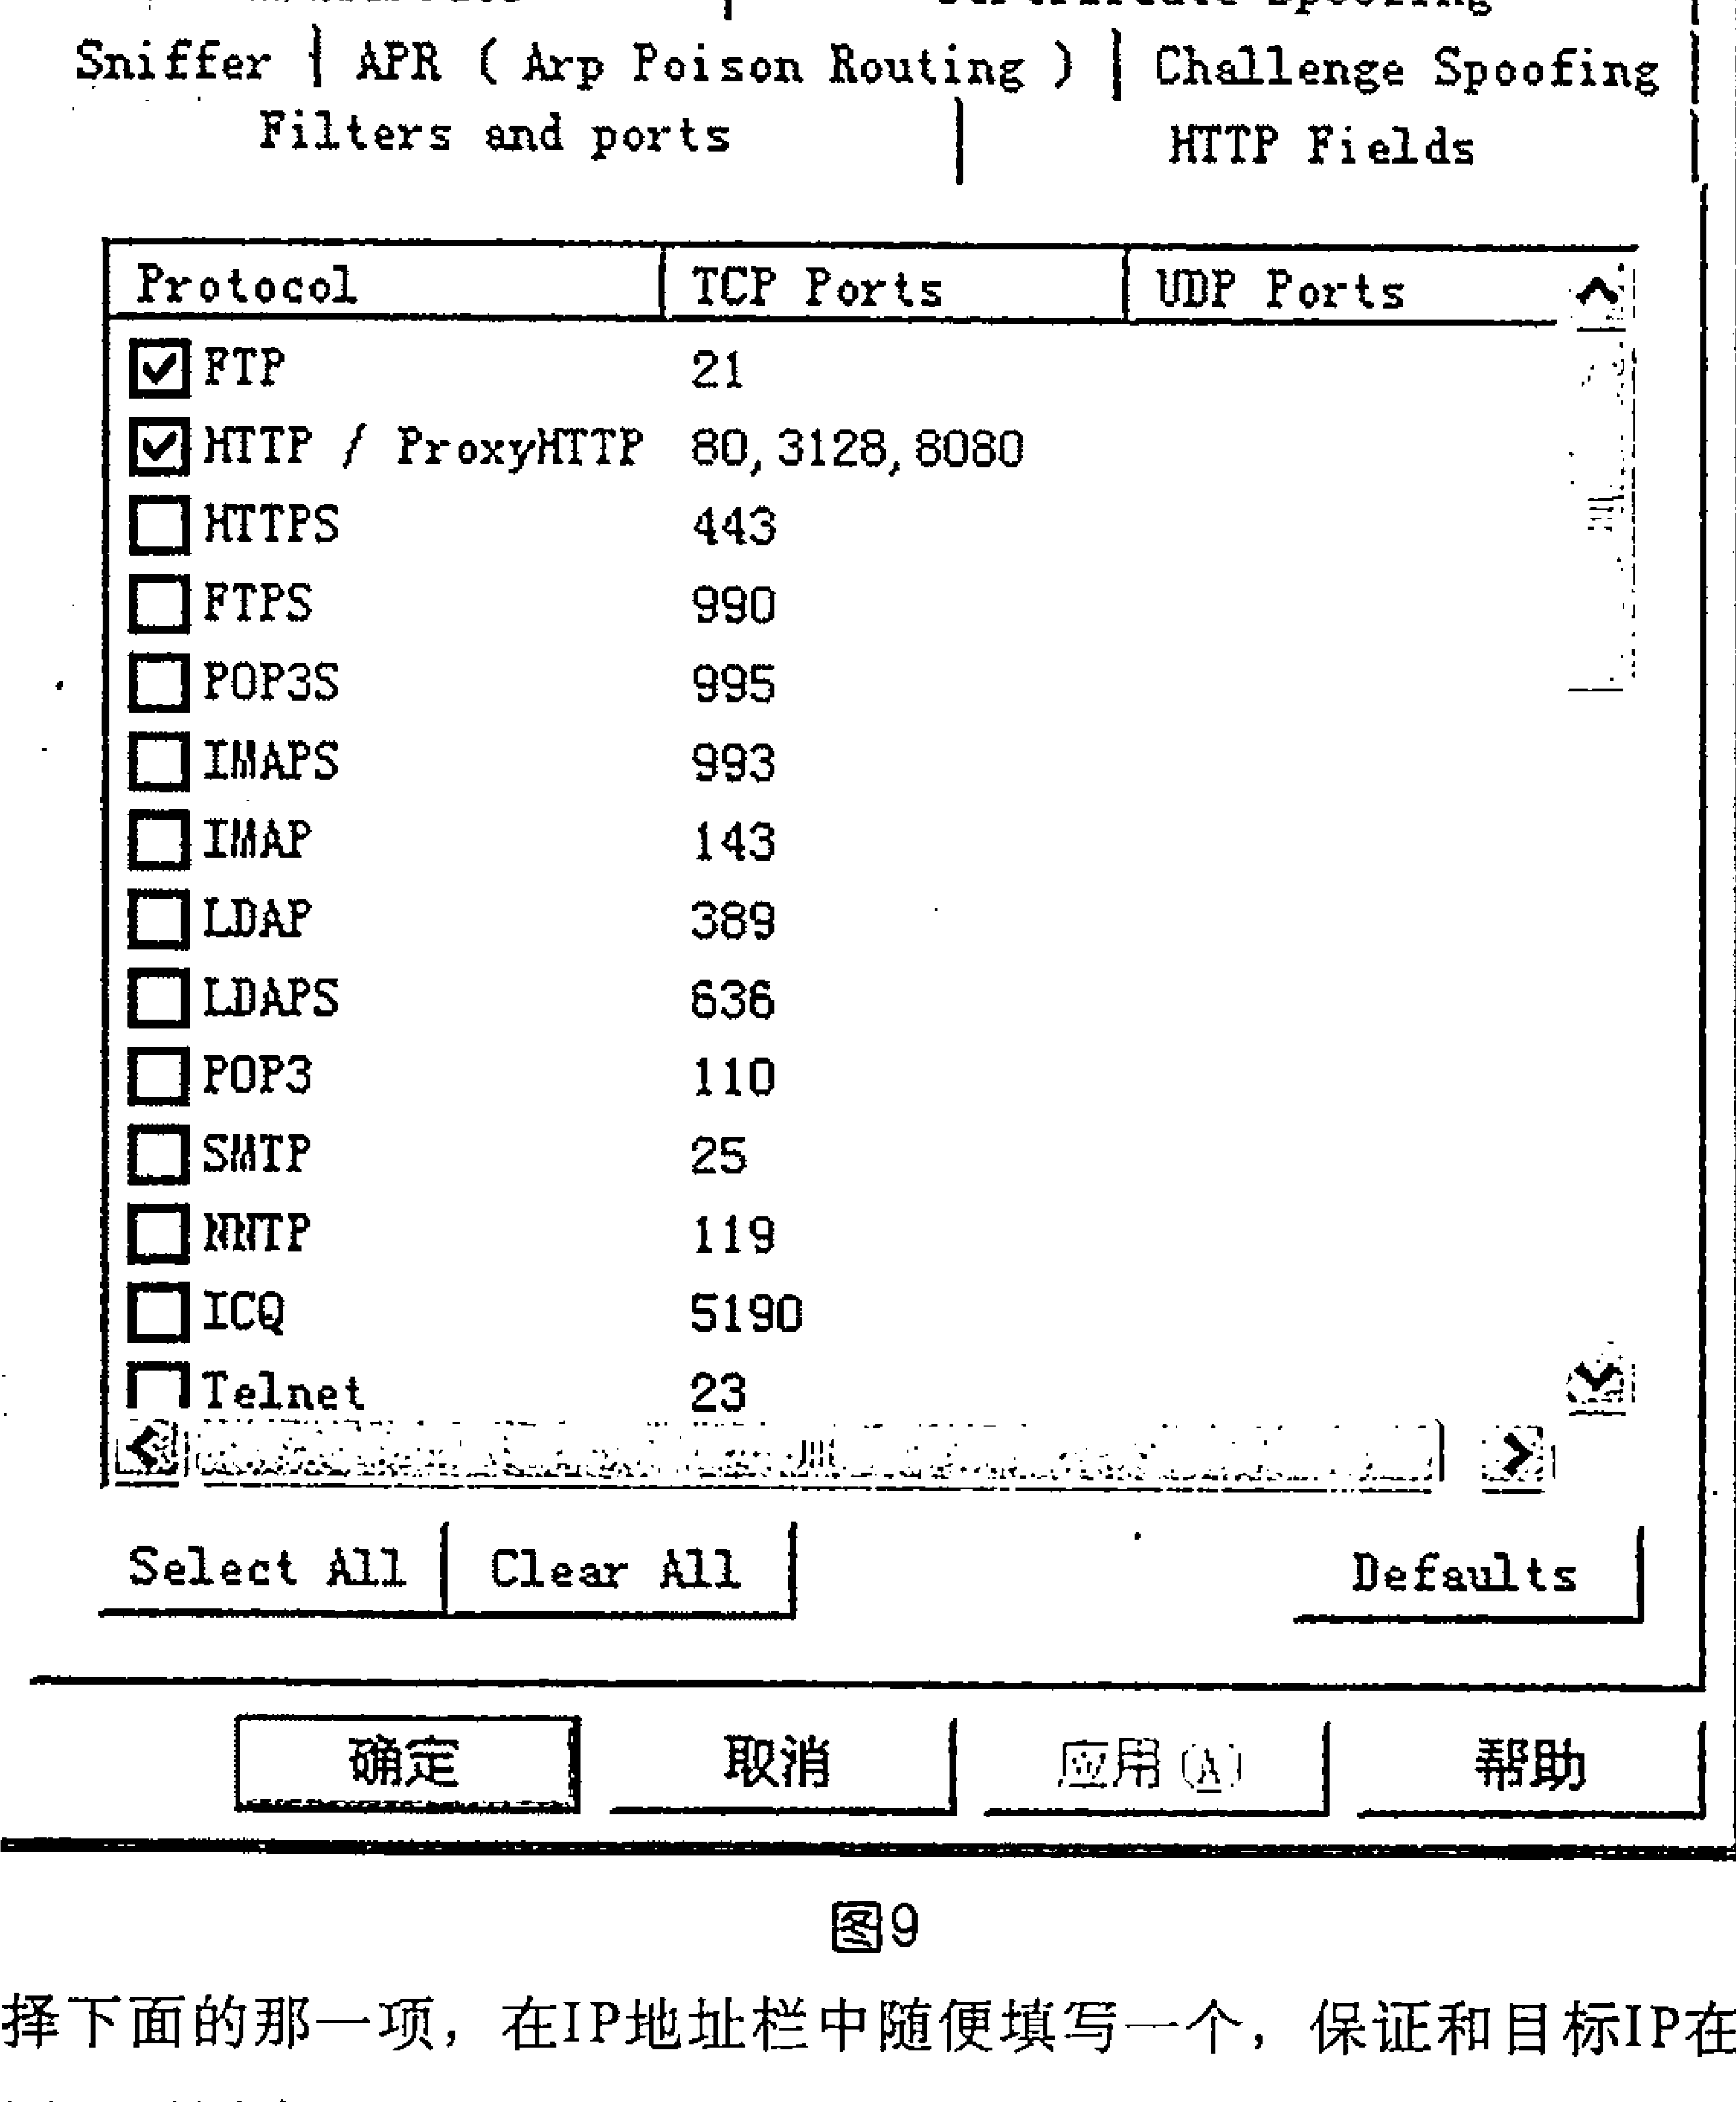 Spoofing
Sniffer APR ( Arp Poison Routing ) Challenge Spoofing
Filters and ports HTTP Fields
Protocol TCP Ports UDP Ports
FTP 21
HTTP / ProxyHTTP 80,3128,8080
HTTPS 443
FTPS 990
POP3S 995
IMAPS 993
IMAP 143
LDAP 389
LDAPS 636
POP3 110
SMTP 25
NNTP 119
ICQ 5190
Telnet 23
Select All Clear All Defaults
确定 取消 应用(A) 帮助
图9
择下面的那一项，在IP地址栏中随便填写一个，保证和目标IP在